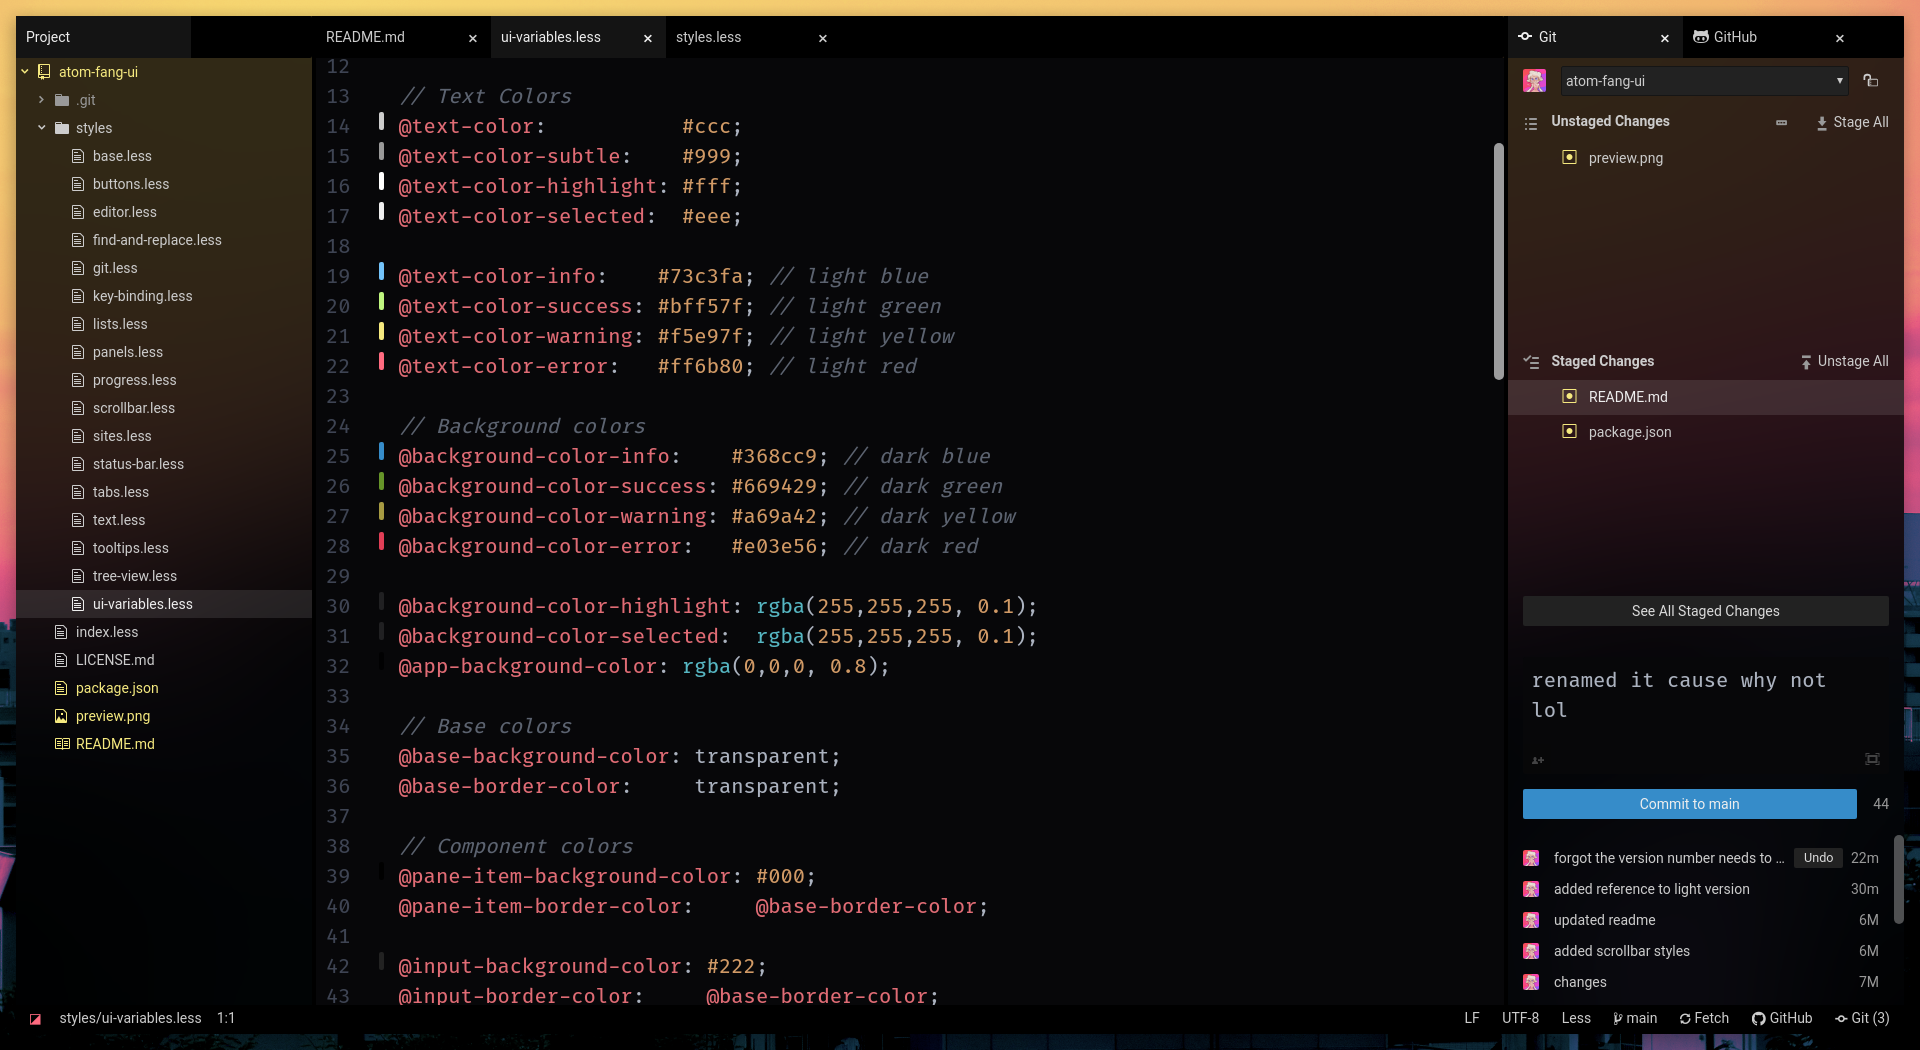 Project
atom-fang-ui
.git
styles
base.less
buttons.less
editor.less
find-and-replace.less
git.less
key-binding.less
lists.less
panels.less
progress.less
scrollbar.less
sites.less
status-bar.less
tabs.less
text.less
tooltips.less
tree-view.less
ui-variables.less
index.less
LICENSE.md
package.json
preview.png
README.md
README.md × ui-variables.less × styles.less ×
12
13 // Text Colors
14 @text-color: #ccc;
15 @text-color-subtle: #999;
16 @text-color-highlight: #fff;
17 @text-color-selected: #eee;
18
19 @text-color-info: #73c3fa; // light blue
20 @text-color-success: #bff57f; // light green
21 @text-color-warning: #f5e97f; // light yellow
22 @text-color-error: #ff6b80; // light red
23
24 // Background colors
25 @background-color-info: #368cc9; // dark blue
26 @background-color-success: #669429; // dark green
27 @background-color-warning: #a69a42; // dark yellow
28 @background-color-error: #e03e56; // dark red
29
30 @background-color-highlight: rgba(255,255,255, 0.1);
31 @background-color-selected: rgba(255,255,255, 0.1);
32 @app-background-color: rgba(0,0,0, 0.8);
33
34 // Base colors
35 @base-background-color: transparent;
36 @base-border-color: transparent;
37
38 // Component colors
39 @pane-item-background-color: #000;
40 @pane-item-border-color: @base-border-color;
41
42 @input-background-color: #222;
43 @input-border-color: @base-border-color;
Git × GitHub ×
atom-fang-ui
Unstaged Changes Stage All
preview.png
Staged Changes Unstage All
README.md
package.json
See All Staged Changes
renamed it cause why not
lol
Commit to main 44
forgot the version number needs to ... Undo 22m
added reference to light version 30m
updated readme 6M
added scrollbar styles 6M
changes 7M
styles/ui-variables.less 1:1 LF UTF-8 Less main Fetch GitHub Git (3)